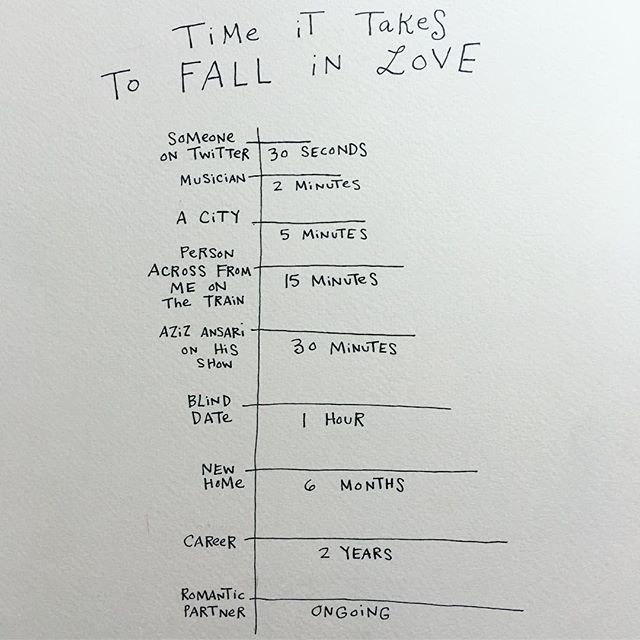 TiMe iT TaKeS
To FALL iN LOVE
SoMeoNe
oN TWiTTeR
30 SECoNDS
MUSiCiAN
2 MiNuTeS
A CiTY
5 MiNUTES
PeRSoN
ACRoSS FRoM
Me oN
The TRAiN
15 MiNuTeS
AZiZ ANSARi
oN HiS
SHoW
30 MiNUTES
BLiND
DATe
1 HouR
NeW
HoMe
6 MoNTHS
CAReeR
2 YEARS
RoMANTiC
PARTNeR
oNGoiNG